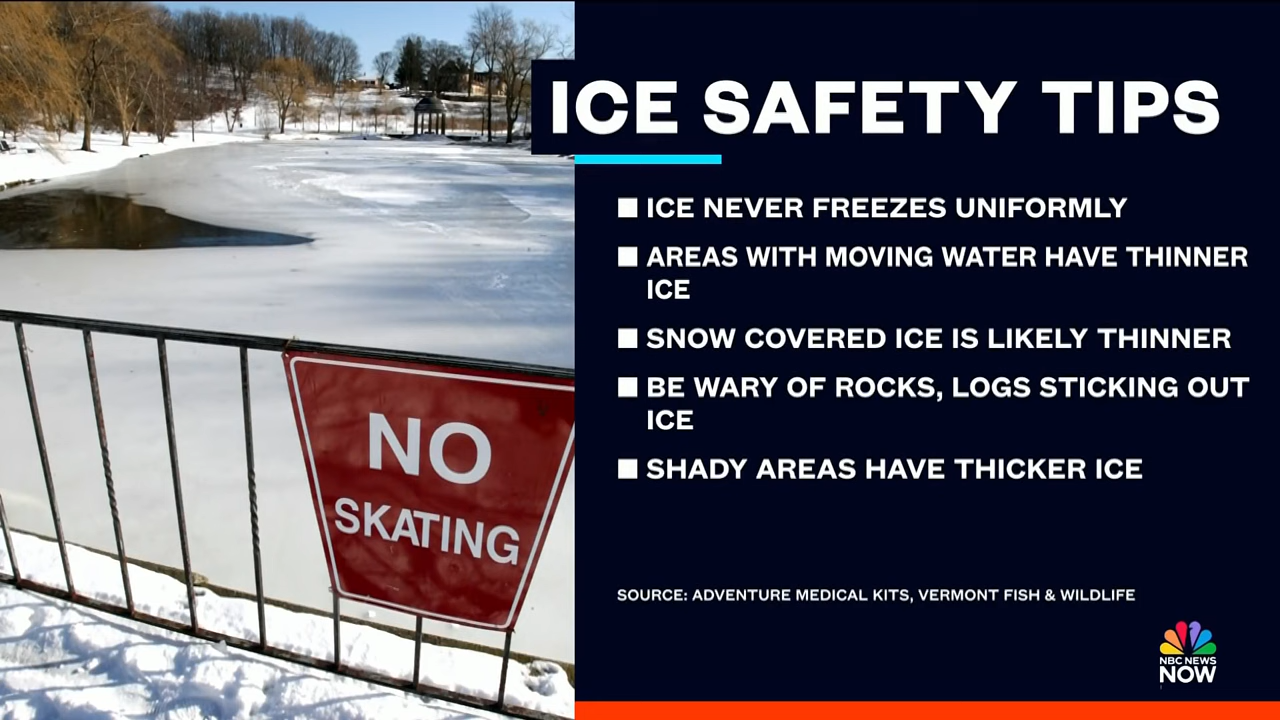 ICE SAFETY TIPS
ICE NEVER FREEZES UNIFORMLY
AREAS WITH MOVING WATER HAVE THINNER
ICE
SNOW COVERED ICE IS LIKELY THINNER
BE WARY OF ROCKS, LOGS STICKING OUT
ICE
SHADY AREAS HAVE THICKER ICE
SOURCE: ADVENTURE MEDICAL KITS, VERMONT FISH & WILDLIFE
NBC NEWS
NOW
NO
SKATING